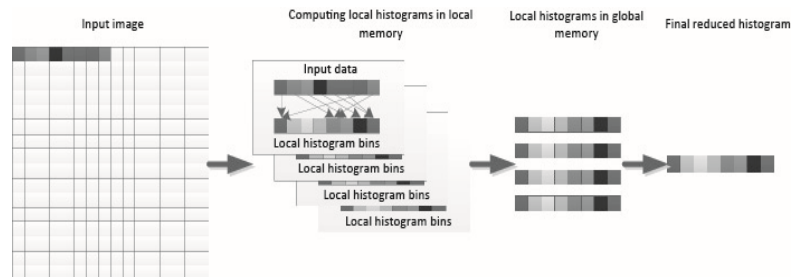 Input image
Computing local histograms in local
memory
Local histograms in global
memory
Final reduced histogram
Input data
Local histogram bins
Local histogram bins
Local histogram bins
Local histogram bins